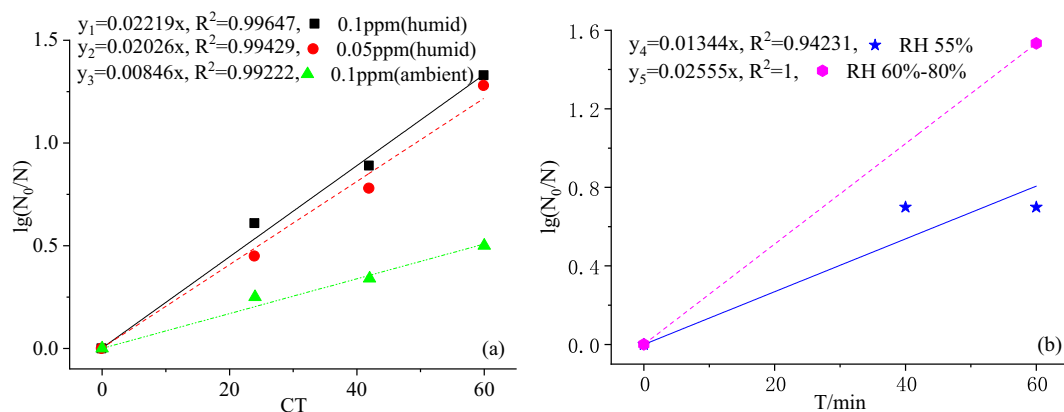 y₁=0.02219x, R²=0.99647, 0.1ppm(humid)
y₂=0.02026x, R²=0.99429, 0.05ppm(humid)
y₃=0.00846x, R²=0.99222, 0.1ppm(ambient)
1.5
1.0
0.5
0.0
lg(N₀/N)
0 20 40 60
CT
(a)
y₄=0.01344x, R²=0.94231, RH 55%
y₅=0.02555x, R²=1, RH 60%-80%
1.6
1.2
0.8
0.4
0.0
lg(N₀/N)
0 40 60
T/min
(b)